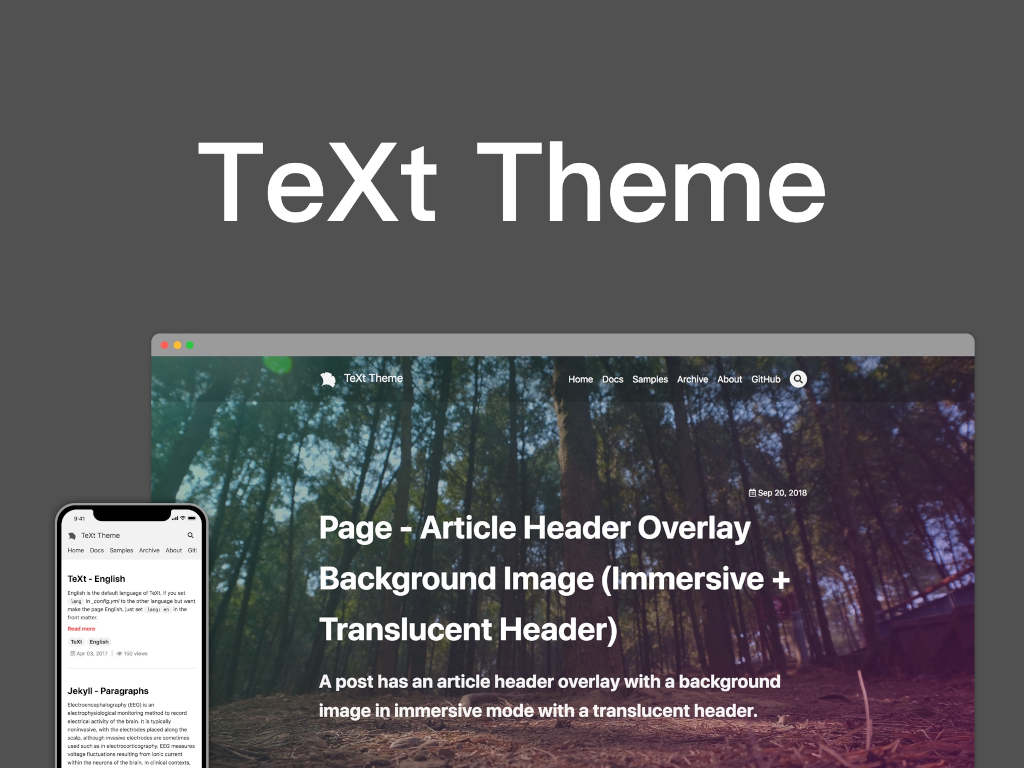 TeXt Theme
TeXt Theme
Home Docs Samples Archive About GitHub
Sep 20, 2018
Page - Article Header Overlay
Background Image (Immersive +
Translucent Header)
A post has an article header overlay with a background
image in immersive mode with a translucent header.
9:41
TeXt Theme
Home Docs Samples Archive About Git
TeXt - English
English is the default language of TeXt, if you set
lang in _config.yml to the other language but want
make the page English, just set lang: en in the
front matter.
Read more
TeXt English
Apr 03, 2017 | 150 views
Jekyll - Paragraphs
Electroencephalography (EEG) is an
electrophysiological monitoring method to record
electrical activity of the brain. It is typically
noninvasive, with the electrodes placed along the
scalp, although invasive electrodes are sometimes
used such as in electrocorticography. EEG measures
voltage fluctuations resulting from ionic current
within the neurons of the brain. In clinical contexts,